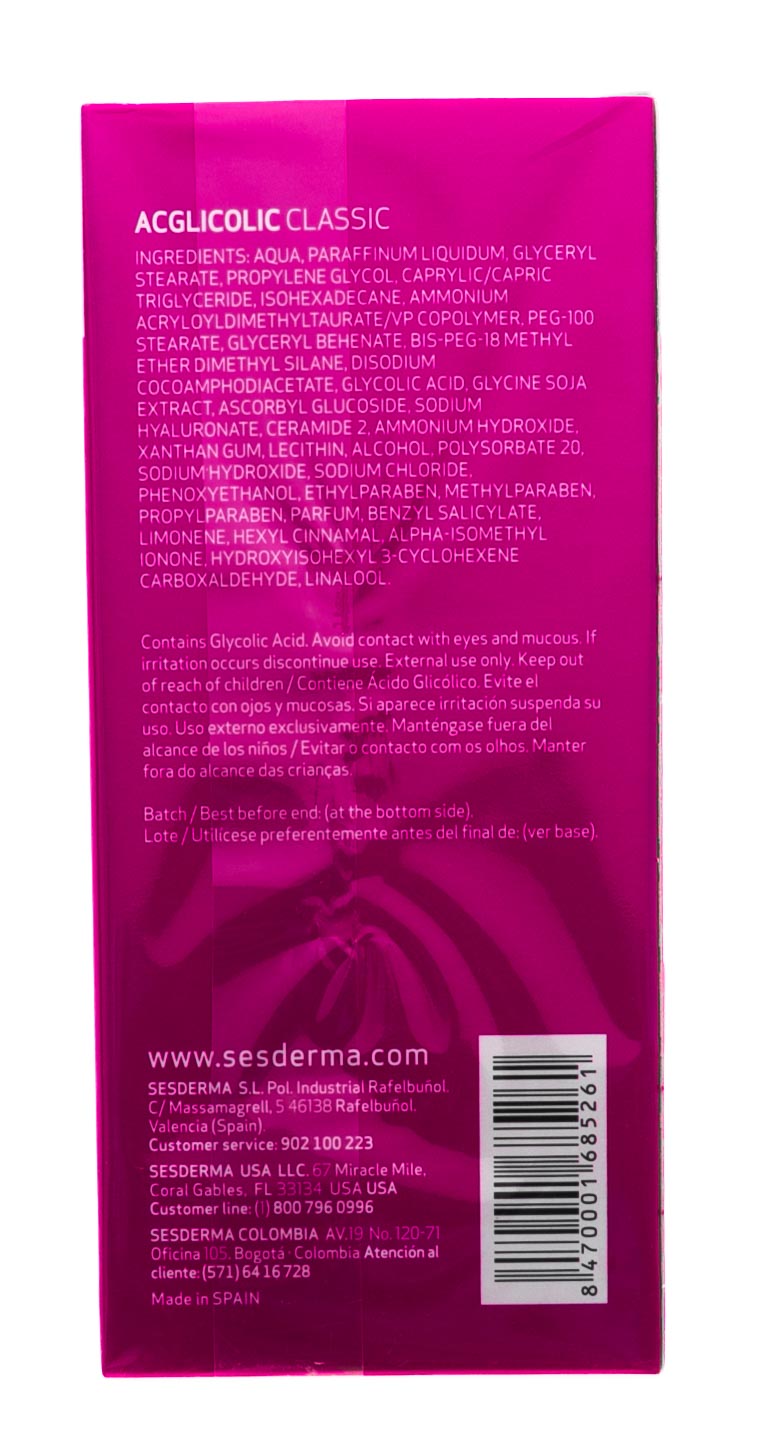 ACGLICOLIC CLASSIC
INGREDIENTS: AQUA, PARAFFINUM LIQUIDUM, GLYCERYL
STEARATE, PROPYLENE GLYCOL, CAPRYLIC/CAPRIC
TRIGLYCERIDE, ISOHEXADECANE, AMMONIUM
ACRYLOYLDIMETHYLTAURATE/VP COPOLYMER, PEG-100
STEARATE, GLYCERYL BEHENATE, BIS-PEG-18 METHYL
ETHER DIMETHYL SILANE, DISODIUM
COCOAMPHODIACETATE, GLYCOLIC ACID, GLYCINE SOJA
EXTRACT, ASCORBYL GLUCOSIDE, SODIUM
HYALURONATE, CERAMIDE 2, AMMONIUM HYDROXIDE,
XANTHAN GUM, LECITHIN, ALCOHOL, POLYSORBATE 20,
SODIUM HYDROXIDE, SODIUM CHLORIDE,
PHENOXYETHANOL, ETHYLPARABEN, METHYLPARABEN,
PROPYLPARABEN, PARFUM, BENZYL SALICYLATE,
LIMONENE, HEXYL CINNAMAL, ALPHA-ISOMETHYL
IONONE, HYDROXYISOHEXYL 3-CYCLOHEXENE
CARBOXALDEHYDE, LINALOOL.
Contains Glycolic Acid. Avoid contact with eyes and mucous. If
irritation occurs discontinue use. External use only. Keep out
of reach of children / Contiene Ácido Glicólico. Evite el
contacto con ojos y mucosas. Si aparece irritación suspenda su
uso. Uso externo exclusivamente. Manténgase fuera del
alcance de los niños / Evitar o contacto com os olhos. Manter
fora do alcance das crianças.
Batch / Best before end: (at the bottom side).
Lote / Utilícese preferentemente antes del final de: (ver base).
www.sesderma.com
SESDERMA S.L. Pol. Industrial Rafelbuñol.
C/ Massamagrell, 5 46138 Rafelbuñol.
Valencia (Spain).
Customer service: 902 100 223
SESDERMA USA LLC. 67 Miracle Mile,
Coral Gables, FL 33134 USA USA
Customer line: (1) 800 796 0996
SESDERMA COLOMBIA AV.19 No. 120-71
Oficina 105. Bogotá · Colombia Atención al
cliente: (571) 64 16 728
Made in SPAIN
8 470001 685261